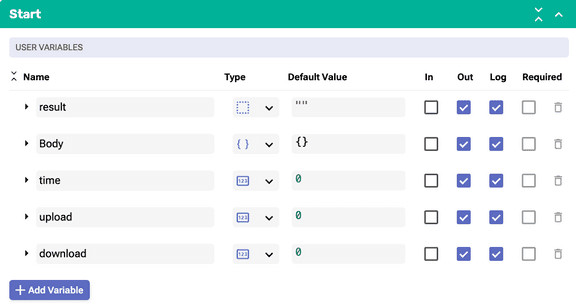 Start
USER VARIABLES
Name Type Default Value In Out Log Required
result ""
Body { } {}
time 123 0
upload 123 0
download 123 0
+ Add Variable